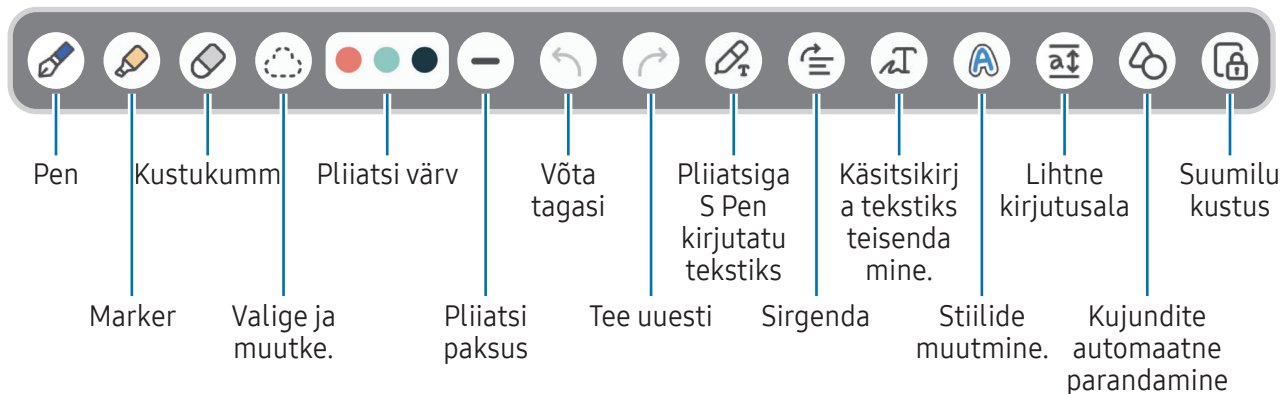 Pen
Kustukumm
Pliiatsi värv
Võta
tagasi
Pliiatsiga
S Pen
kirjutatu
tekstiks
Käsitsikirj
a tekstiks
teisenda
mine.
Lihtne
kirjutusala
Suumilu
kustus
Marker
Valige ja
muutke.
Pliiatsi
paksus
Tee uuesti
Sirgenda
Stiilide
muutmine.
Kujundite
automaatne
parandamine